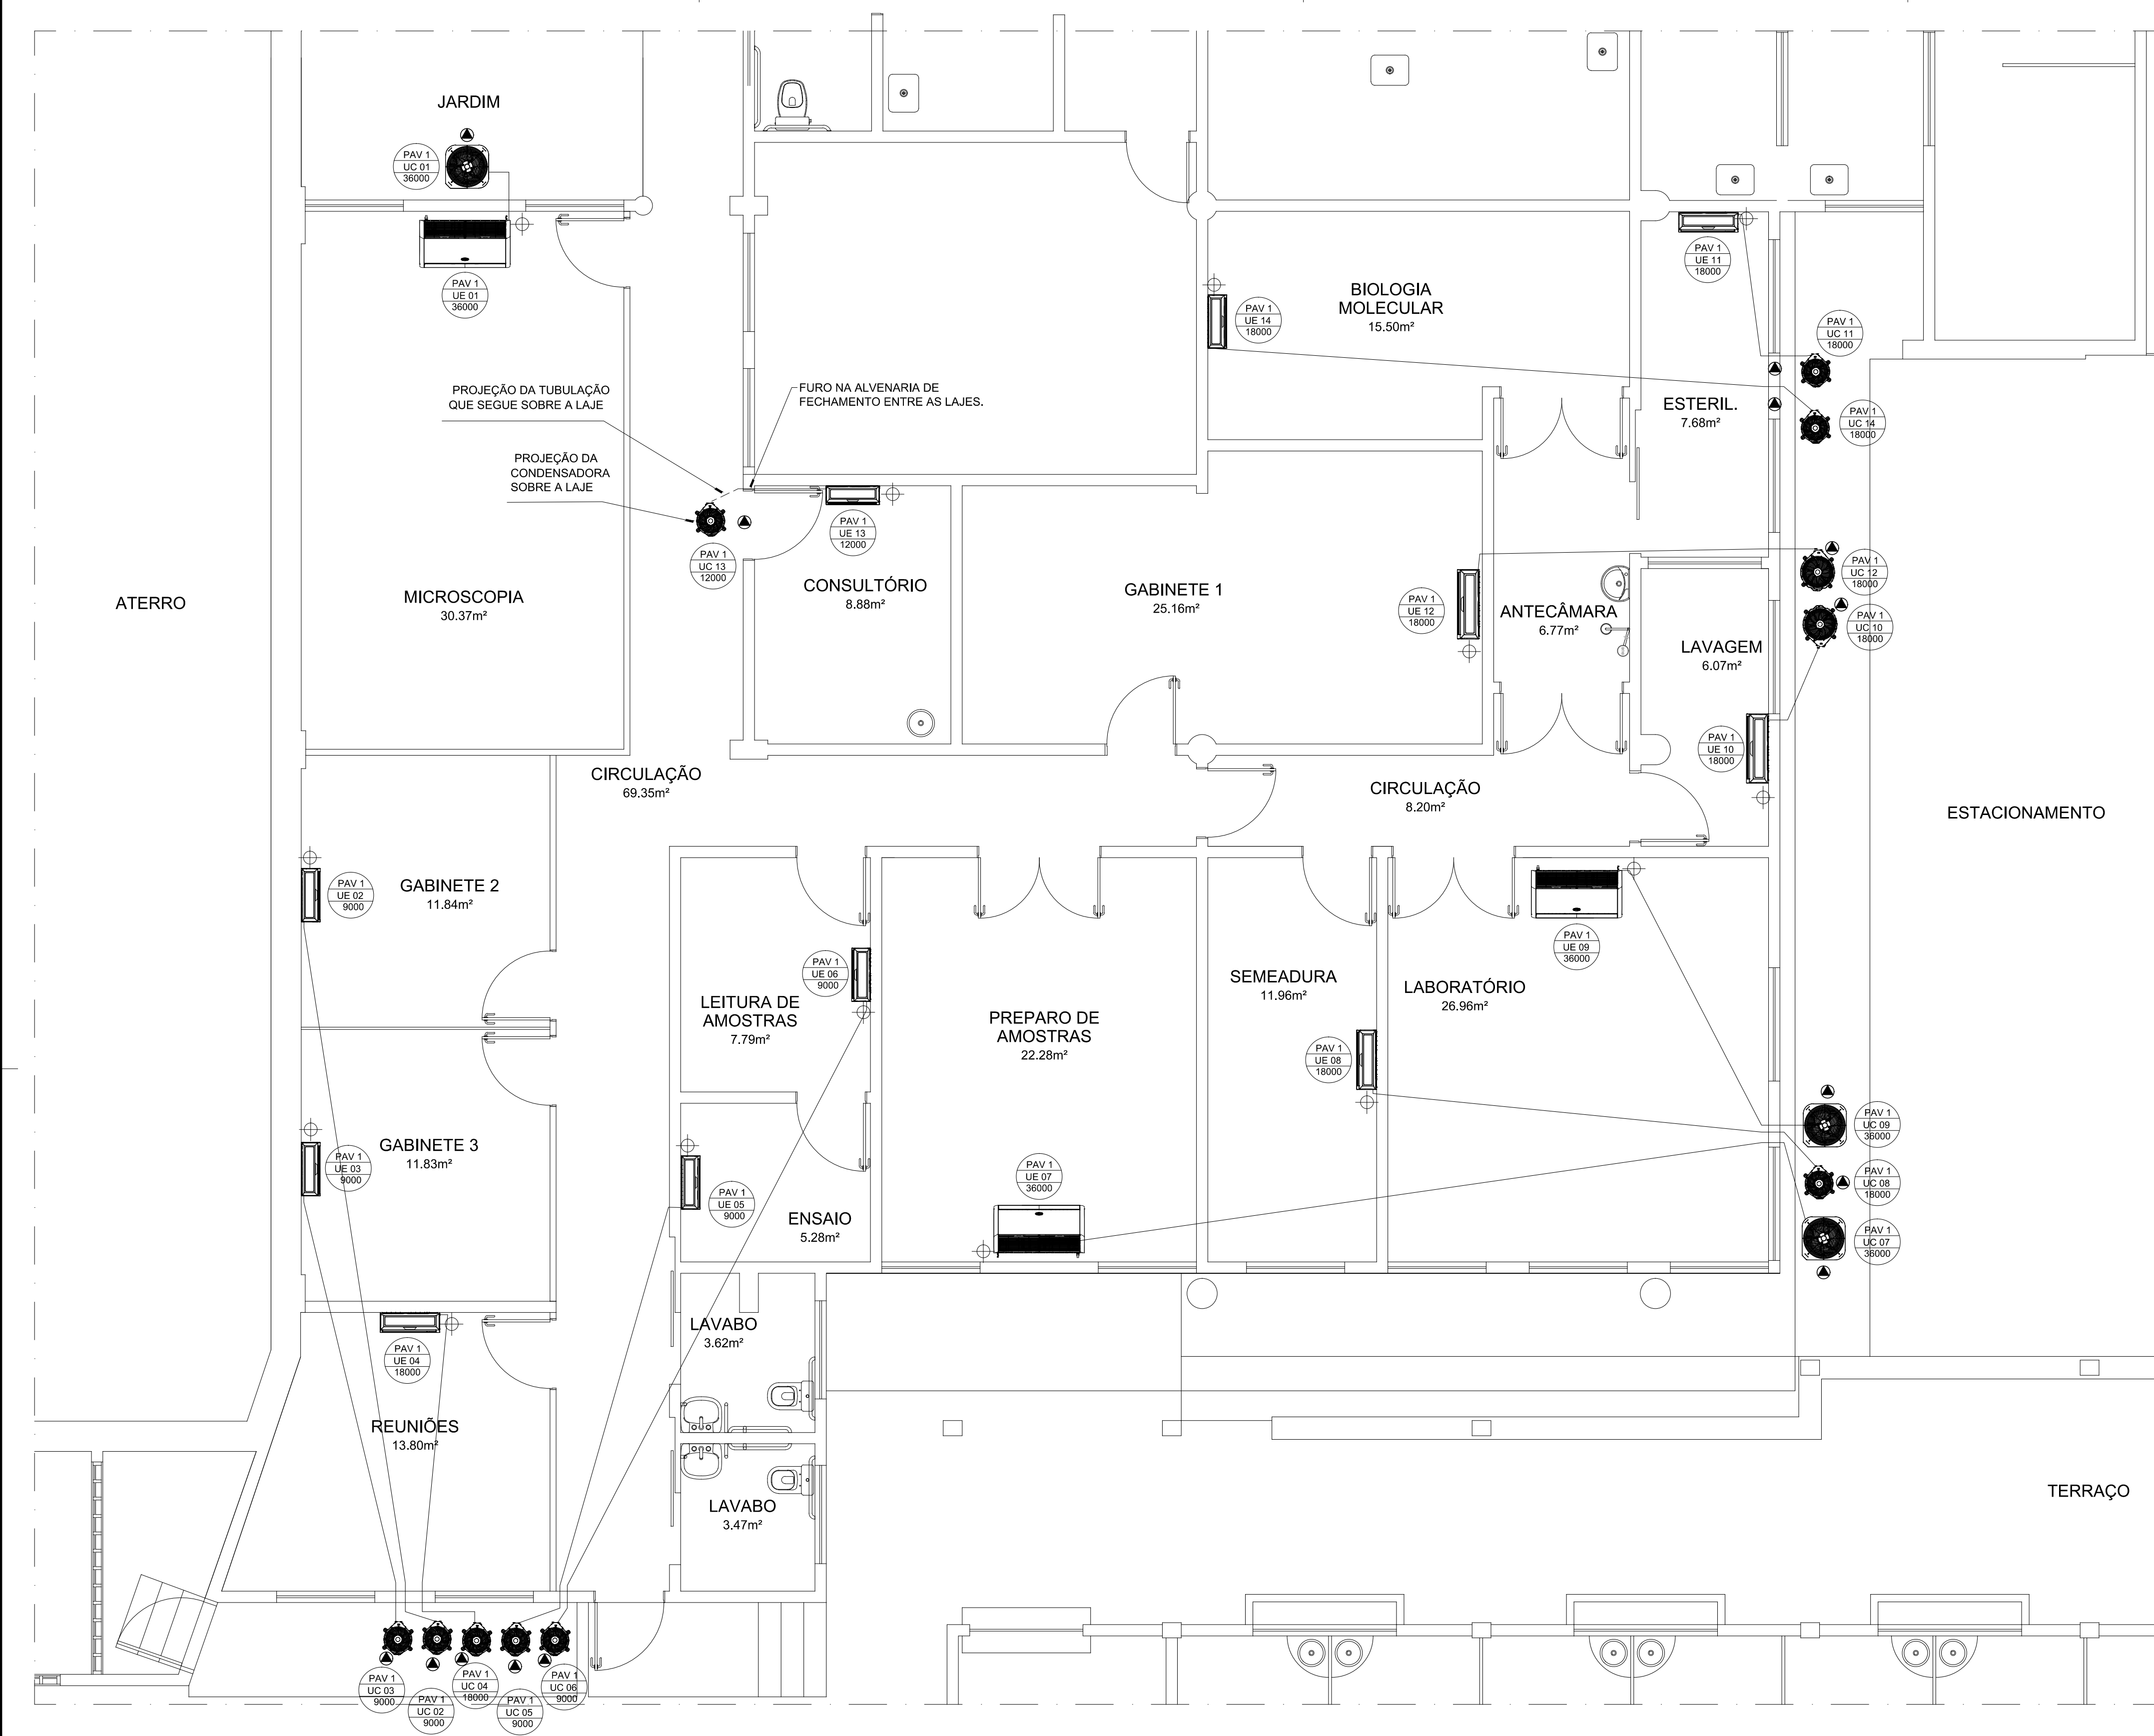 JARDIM
PAV 1
UC 01
36000
PAV 1
UE 01
36000
PAV 1
UE 11
18000
BIOLOGIA
MOLECULAR
15.50m²
PAV 1
UE 14
18000
PAV 1
UC 11
18000
PROJEÇÃO DA TUBULAÇÃO
QUE SEGUE SOBRE A LAJE
FURO NA ALVENARIA DE
FECHAMENTO ENTRE AS LAJES.
ESTERIL.
7.68m²
PAV 1
UC 14
18000
PROJEÇÃO DA
CONDENSADORA
SOBRE A LAJE
PAV 1
UE 13
12000
PAV 1
UC 13
12000
ATERRO
MICROSCOPIA
30.37m²
CONSULTÓRIO
8.88m²
GABINETE 1
25.16m²
PAV 1
UE 12
18000
ANTECÂMARA
6.77m²
PAV 1
UC 12
18000
PAV 1
UC 10
18000
LAVAGEM
6.07m²
PAV 1
UE 10
18000
CIRCULAÇÃO
69.35m²
CIRCULAÇÃO
8.20m²
ESTACIONAMENTO
PAV 1
UE 02
9000
GABINETE 2
11.84m²
PAV 1
UE 06
9000
LEITURA DE
AMOSTRAS
7.79m²
PREPARO DE
AMOSTRAS
22.28m²
SEMEADURA
11.96m²
PAV 1
UE 09
36000
LABORATÓRIO
26.96m²
PAV 1
UE 08
18000
PAV 1
UE 03
9000
GABINETE 3
11.83m²
PAV 1
UE 05
9000
ENSAIO
5.28m²
PAV 1
UE 07
36000
PAV 1
UC 09
36000
PAV 1
UC 08
18000
PAV 1
UC 07
36000
PAV 1
UE 04
18000
LAVABO
3.62m²
REUNIÕES
13.80m²
LAVABO
3.47m²
TERRAÇO
PAV 1
UC 03
9000
PAV 1
UC 02
9000
PAV 1
UC 04
18000
PAV 1
UC 05
9000
PAV 1
UC 06
9000